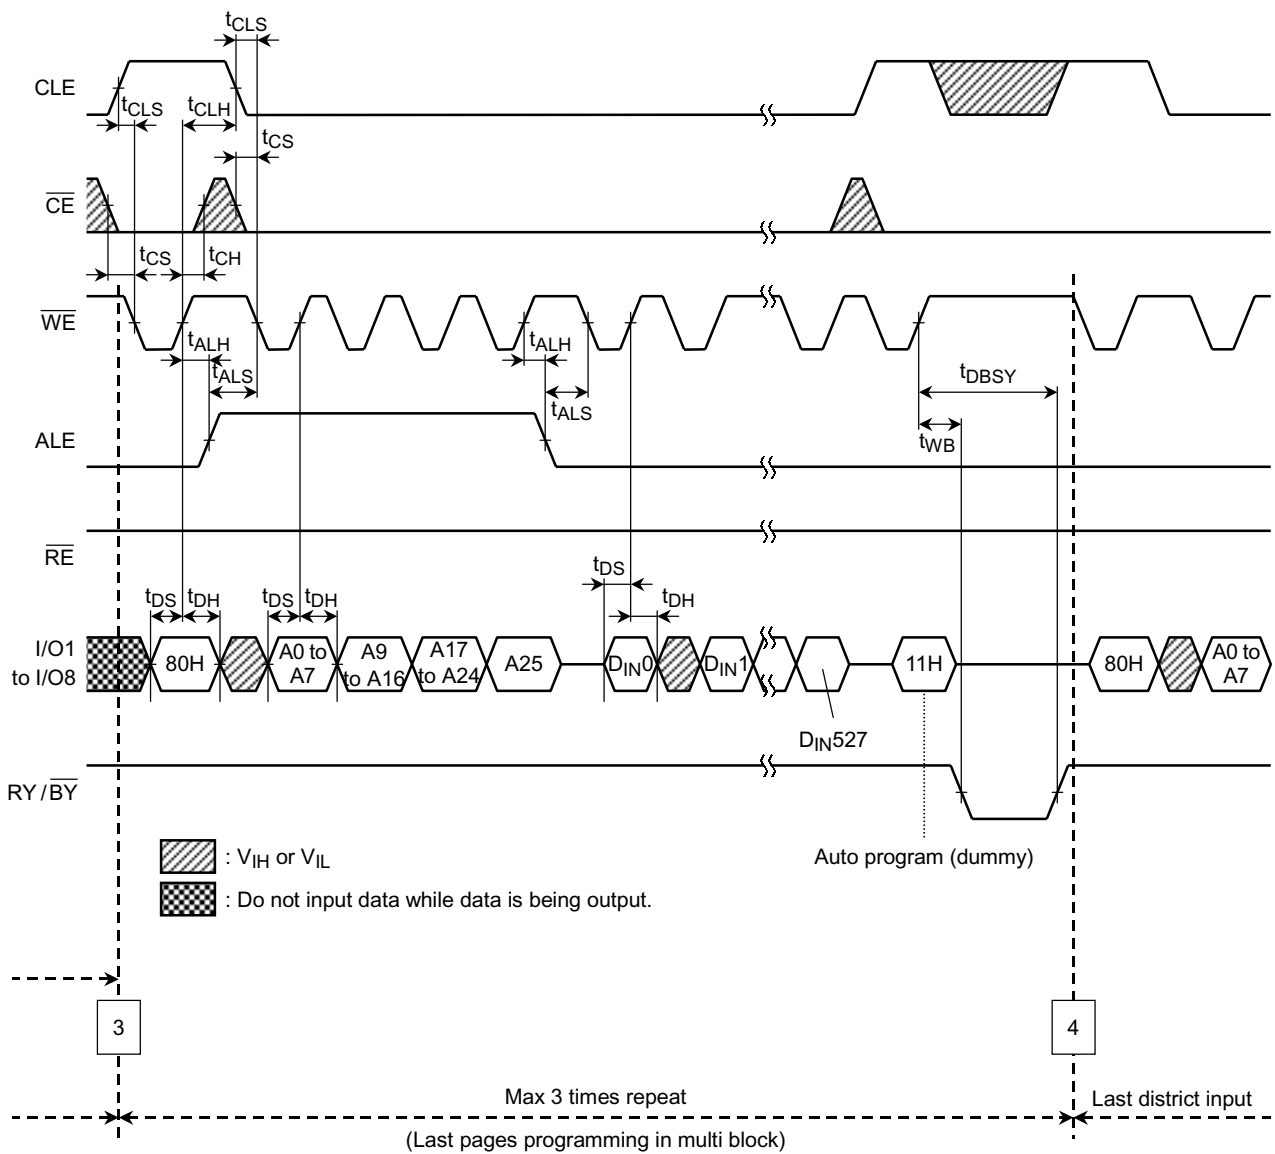 tCLS
CLE
tCLS
tCLH
tCS
CE
tCS
tCH
WE
tALH
tALS
tALH
tALS
tDBSY
tWB
ALE
RE
tDS
tDH
tDS
tDH
tDS
tDH
I/O1
to I/O8
80H
A0 to
A7
A9
to A16
A17
to A24
A25
DIN0
DIN1
DIN527
11H
80H
A0 to
A7
RY/BY
Auto program (dummy)
: VIH or VIL
: Do not input data while data is being output.
3
4
Max 3 times repeat
(Last pages programming in multi block)
Last district input